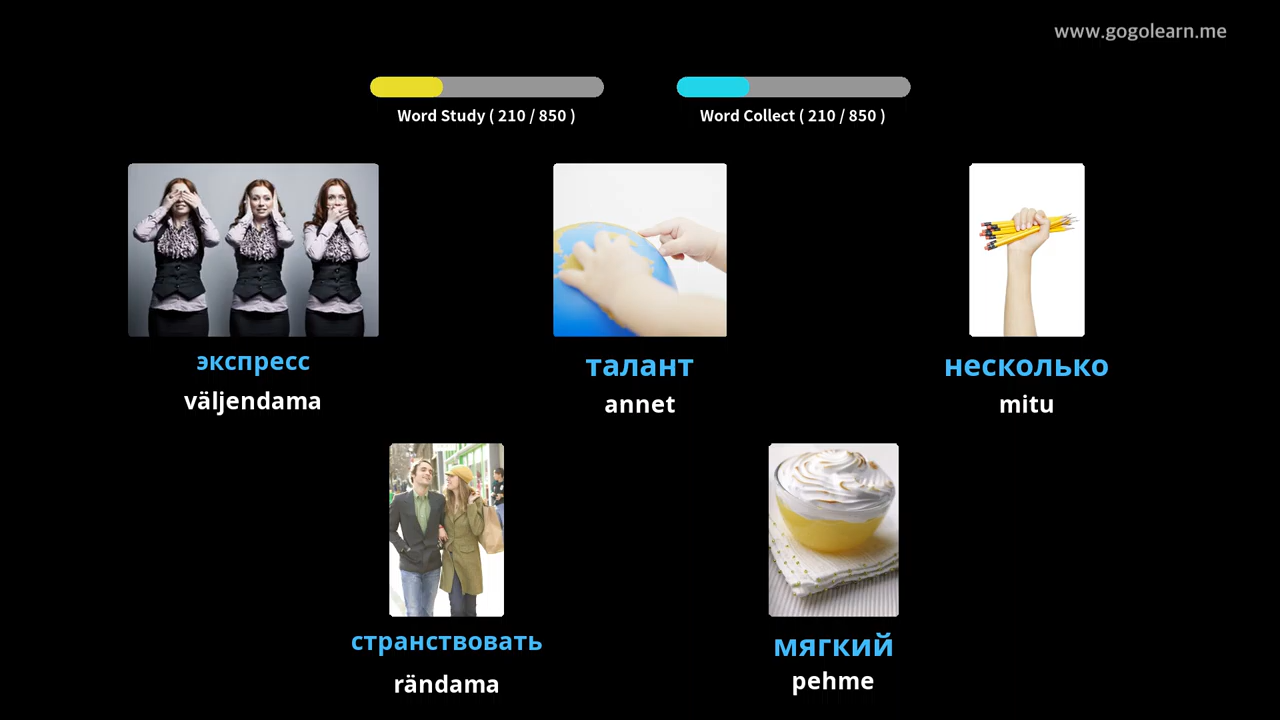 www.gogolearn.me
Word Study ( 210 / 850 )
Word Collect ( 210 / 850 )
экспресс
väljendama
талант
annet
несколько
mitu
странствовать
rändama
мягкий
pehme